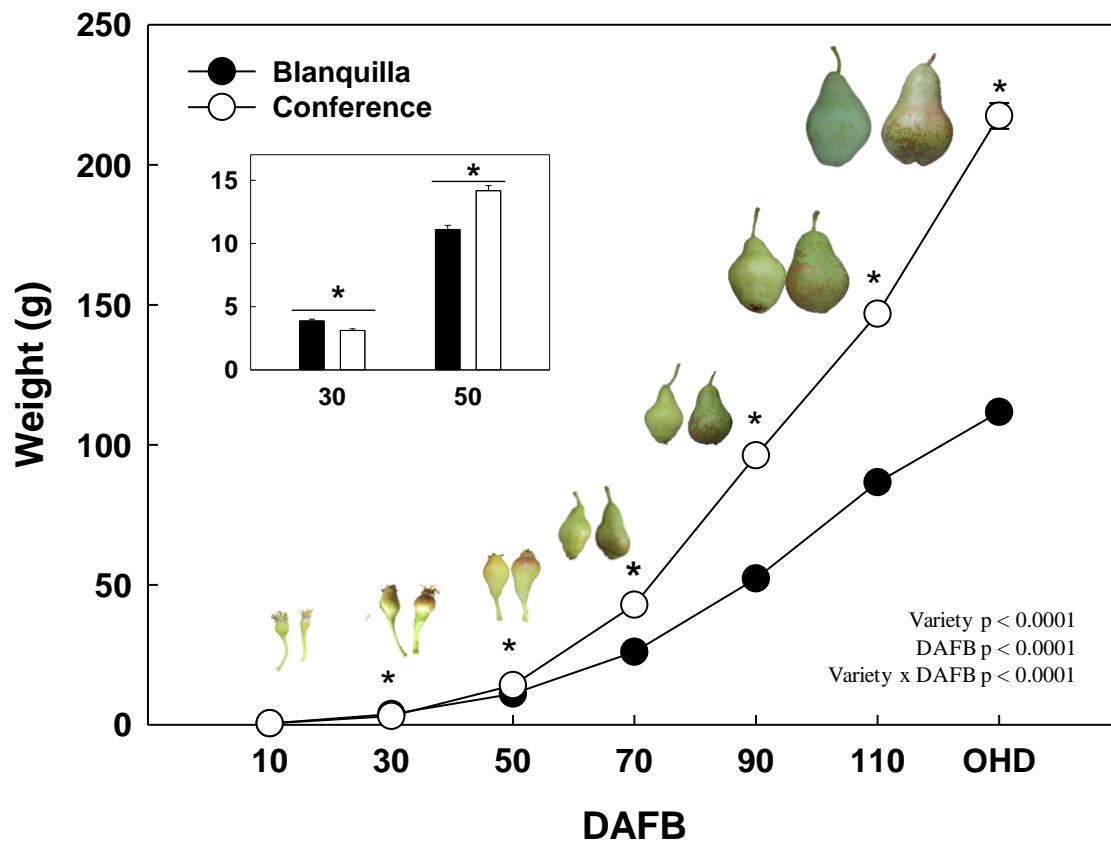 250
200
150
100
50
0
Weight (g)
Blanquilla
Conference
15
10
5
0
30
50
*
*
*
*
*
*
*
*
Variety p < 0.0001
DAFB p < 0.0001
Variety x DAFB p < 0.0001
10 30 50 70 90 110 OHD
DAFB